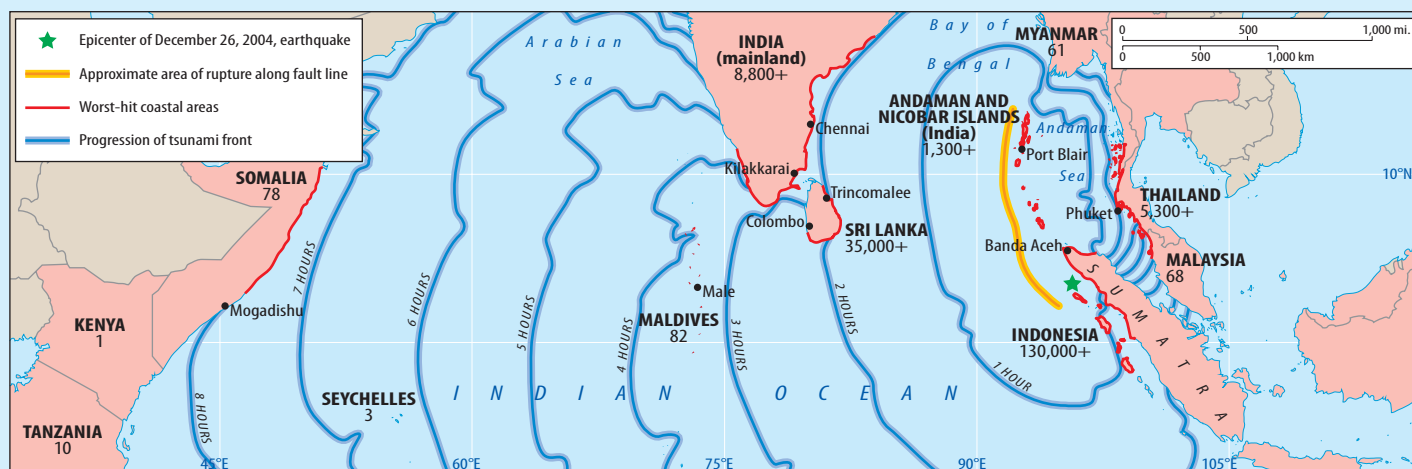 Epicenter of December 26, 2004, earthquake
Approximate area of rupture along fault line
Worst-hit coastal areas
Progression of tsunami front
0 500 1,000 mi.
0 500 1,000 km
Arabian
Sea
INDIA
(mainland)
8,800+
Bay of
Bengal
MYANMAR
61
ANDAMAN AND
NICOBAR ISLANDS
(India)
1,300+
Andaman
Sea
Port Blair
Chennai
Kilakkarai
Trincomalee
Colombo
SRI LANKA
35,000+
10°N
THAILAND
5,300+
Phuket
Banda Aceh
MALAYSIA
68
SUMATRA
INDONESIA
130,000+
SOMALIA
78
Mogadishu
KENYA
1
TANZANIA
10
SEYCHELLES
3
Male
MALDIVES
82
8 HOURS
7 HOURS
6 HOURS
5 HOURS
4 HOURS
3 HOURS
2 HOURS
1 HOUR
INDIAN OCEAN
45°E
60°E
75°E
90°E
105°E